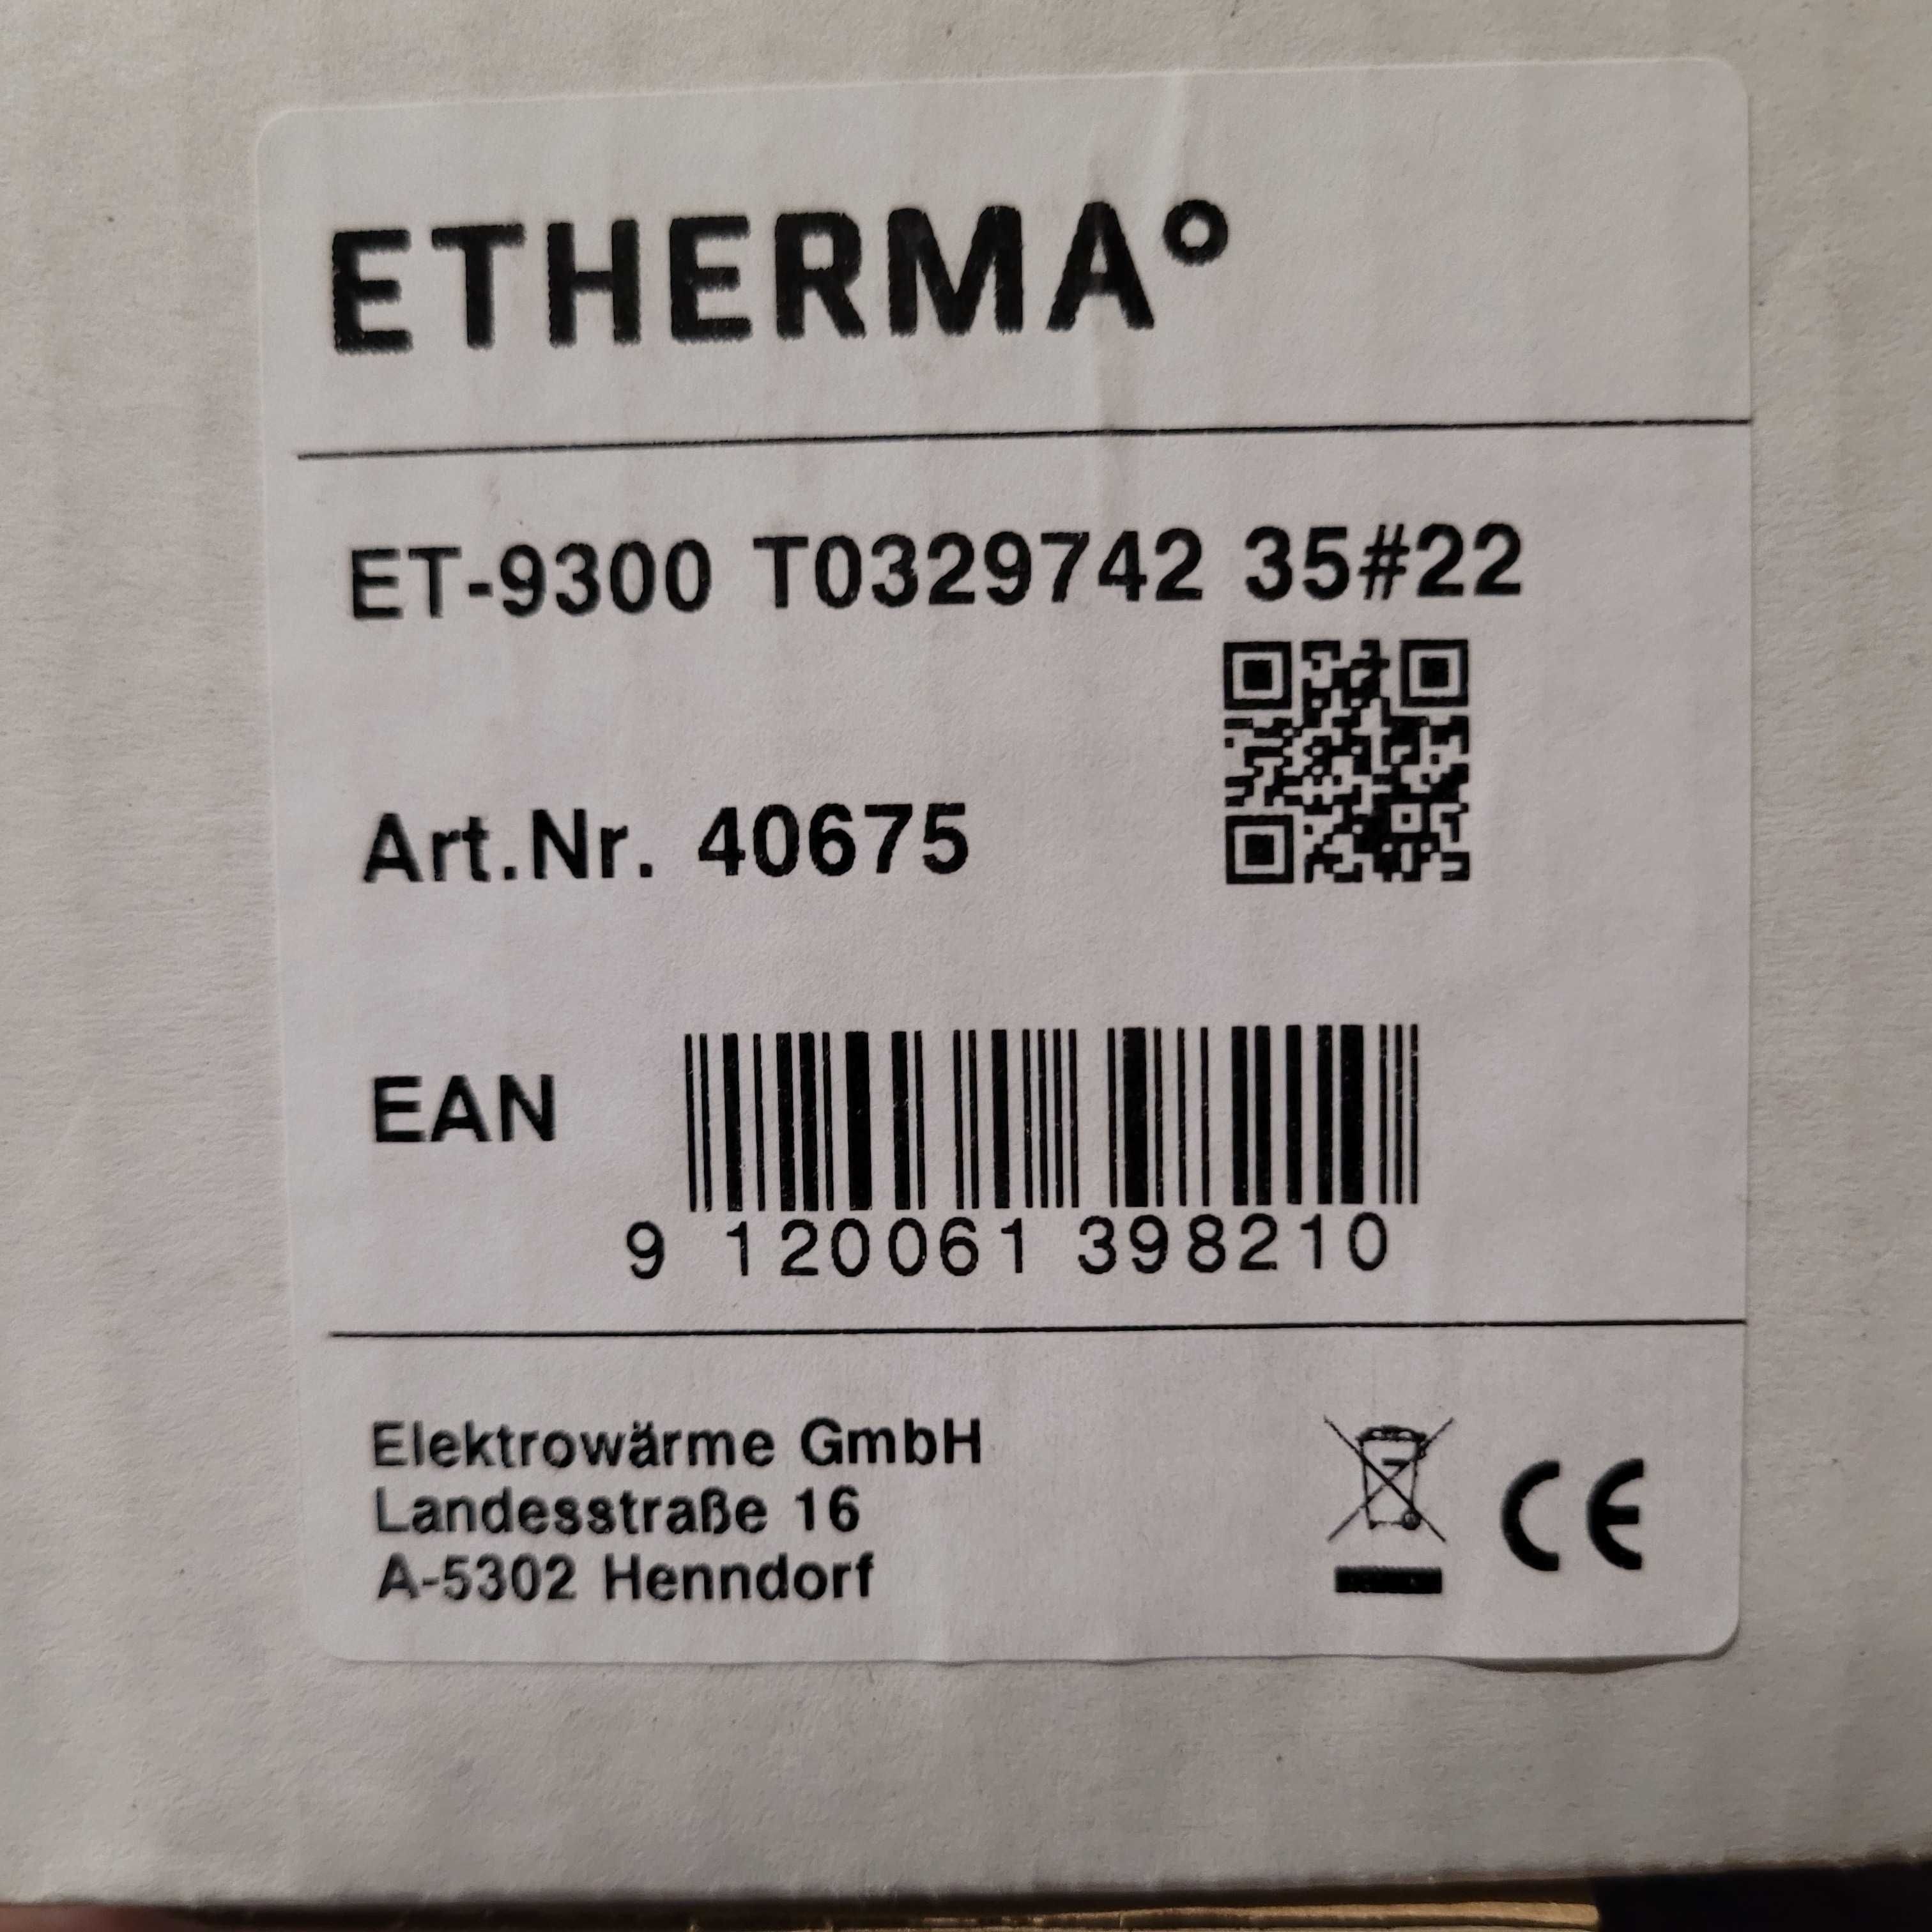 ETHERMA°
ET-9300 T0329742 35#22
Art.Nr. 40675
EAN
9 120061 398210
Elektrowärme GmbH
Landesstraße 16
A-5302 Henndorf
CE